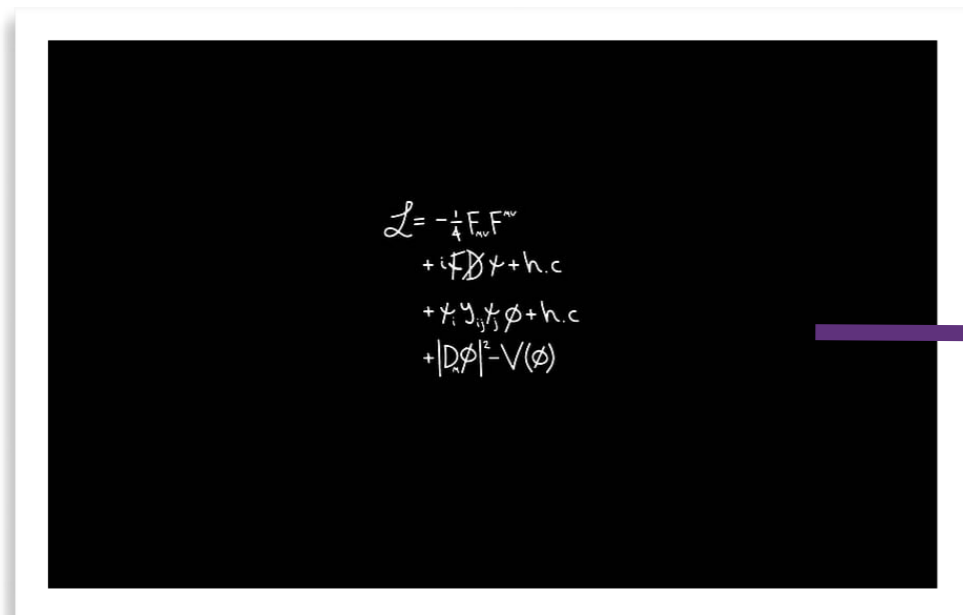 ℒ = -¼ F_μν F^μν
+ iψ̄D̸ψ + h.c
+ ψ_i y_ij ψ_j φ + h.c
+ |D_μ φ|² - V(φ)